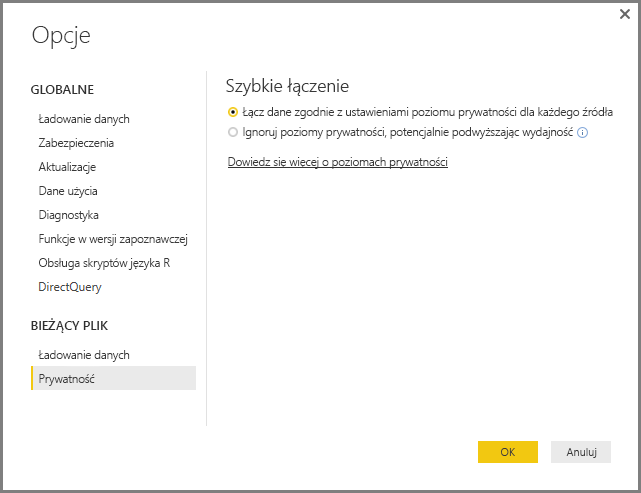 Opcje
GLOBALNE
Ładowanie danych
Zabezpieczenia
Aktualizacje
Dane użycia
Diagnostyka
Funkcje w wersji zapoznawczej
Obsługa skryptów języka R
DirectQuery
BIEŻĄCY PLIK
Ładowanie danych
Prywatność
Szybkie łączenie
Łącz dane zgodnie z ustawieniami poziomu prywatności dla każdego źródła
Ignoruj poziomy prywatności, potencjalnie podwyższając wydajność
Dowiedz się więcej o poziomach prywatności
OK
Anuluj